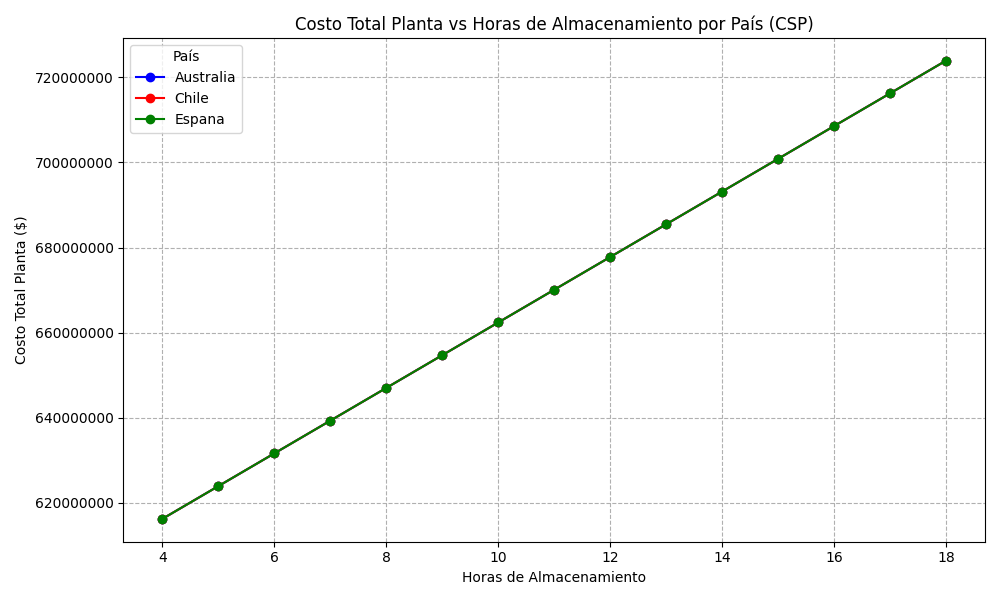 Costo Total Planta vs Horas de Almacenamiento por País (CSP)
País
Australia
Chile
Espana
Costo Total Planta ($)
720000000
700000000
680000000
660000000
640000000
620000000
4 6 8 10 12 14 16 18
Horas de Almacenamiento